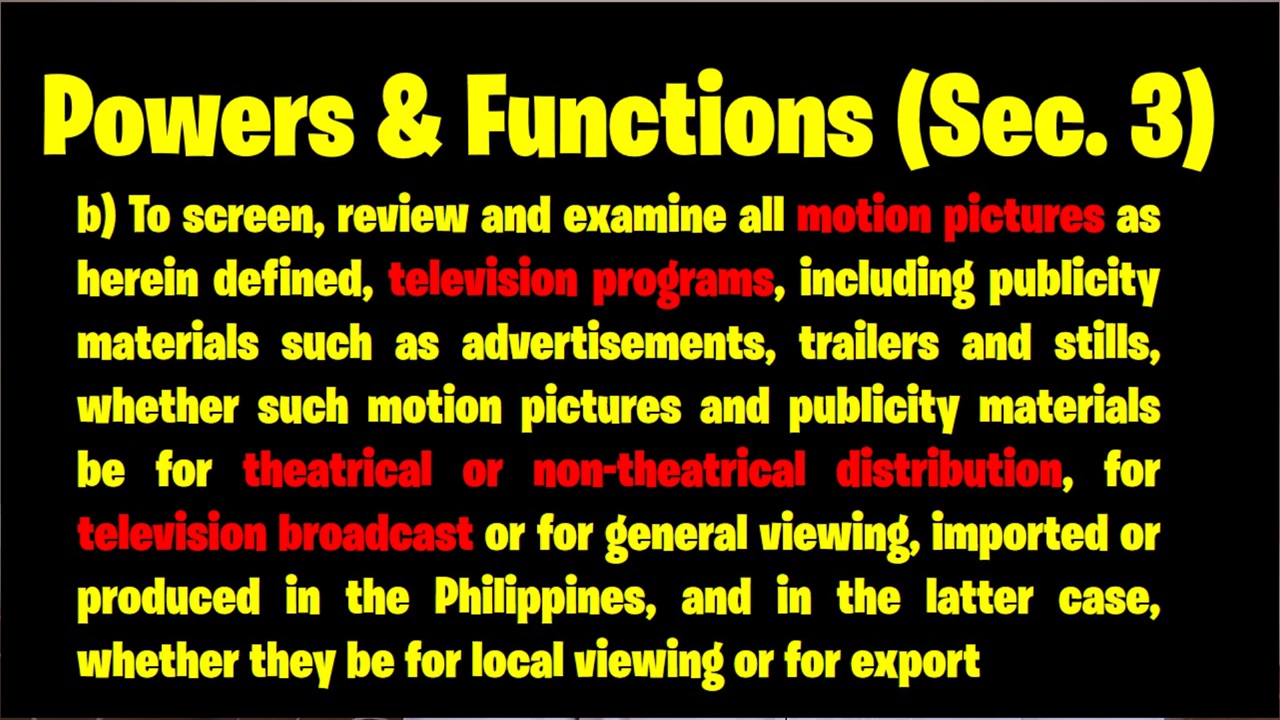 Powers & Functions (Sec. 3)
b) To screen, review and examine all motion pictures as
herein defined, television programs, including publicity
materials such as advertisements, trailers and stills,
whether such motion pictures and publicity materials
be for theatrical or non-theatrical distribution, for
television broadcast or for general viewing, imported or
produced in the Philippines, and in the latter case,
whether they be for local viewing or for export